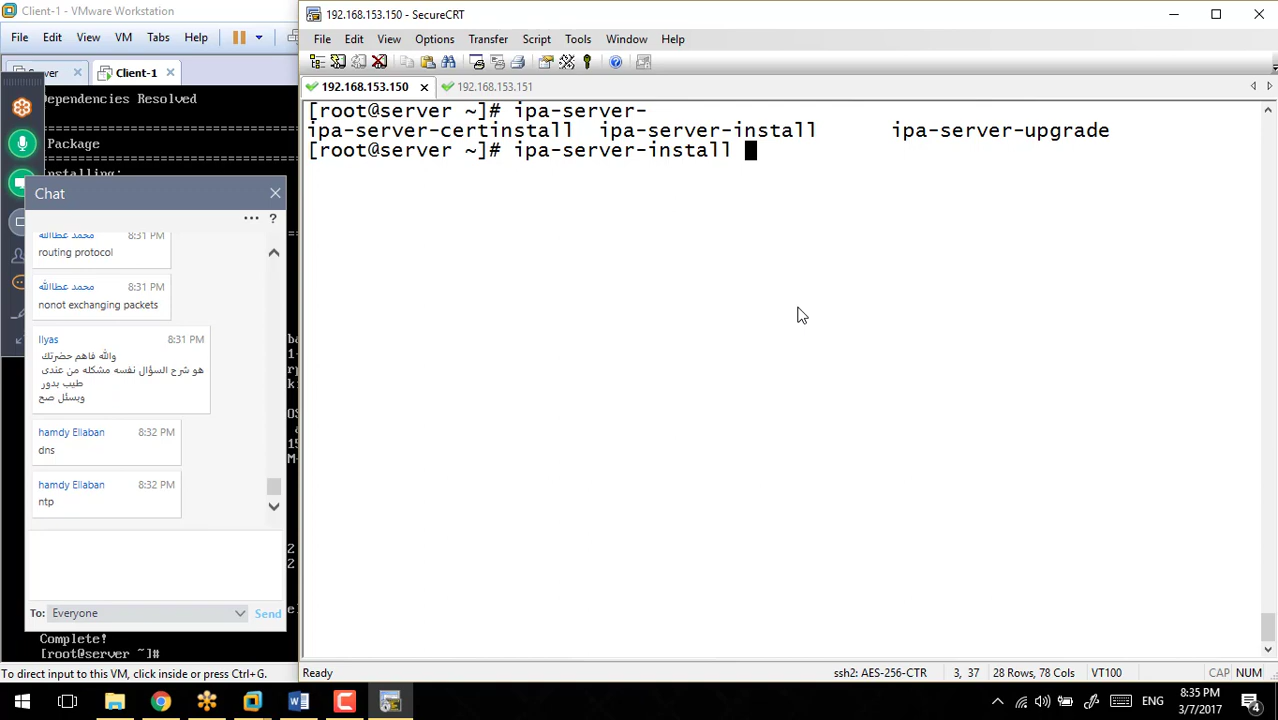 Client-1 - VMware Workstation
File Edit View VM Tabs Help
Client-1
Dependencies Resolved
Package
Installing:
Chat
محمد عطاالله 8:31 PM
routing protocol
محمد عطاالله 8:31 PM
nonot exchanging packets
Ilyas 8:31 PM
والله فاهم حضرتك
هو شرح السؤال نفسه مشكله من عندى
طيب بدور
وبسئل صح
hamdy Ellaban 8:32 PM
dns
hamdy Ellaban 8:32 PM
ntp
To: Everyone Send
Complete!
[root@server ~]#
To direct input to this VM, click inside or press Ctrl+G.
192.168.153.150 - SecureCRT
File Edit View Options Transfer Script Tools Window Help
192.168.153.150 192.168.153.151
[root@server ~]# ipa-server-
ipa-server-certinstall ipa-server-install ipa-server-upgrade
[root@server ~]# ipa-server-install
Ready ssh2: AES-256-CTR 3, 37 28 Rows, 78 Cols VT100 CAP NUM
ENG 8:35 PM
3/7/2017
4